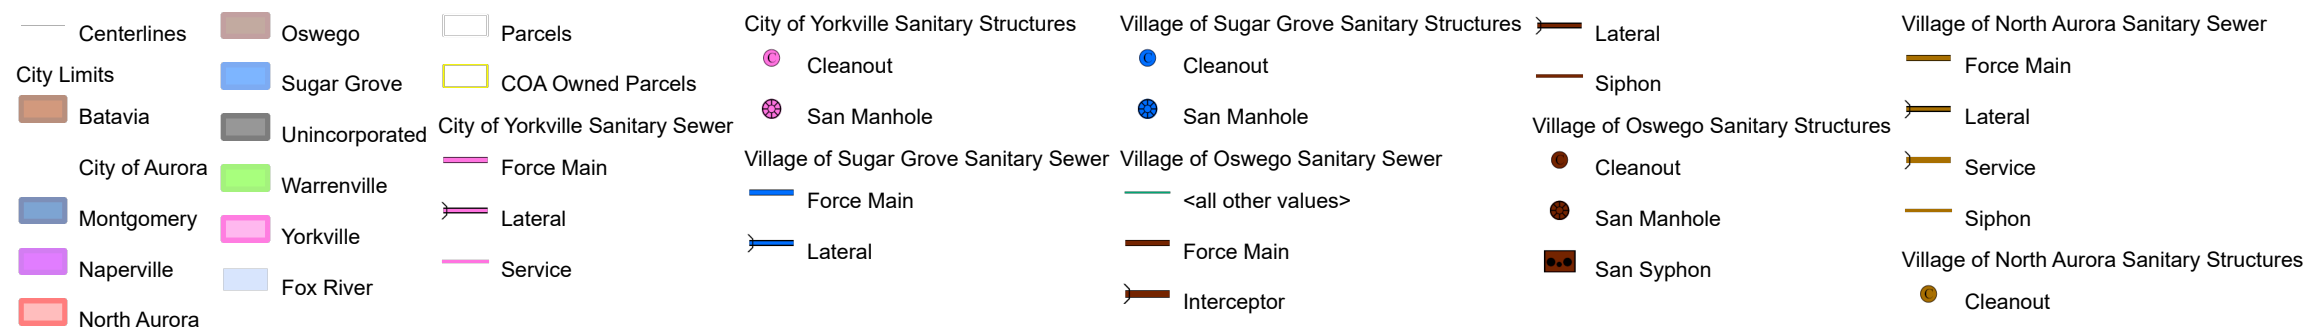 Centerlines
City Limits
Batavia
City of Aurora
Montgomery
Naperville
North Aurora
Oswego
Sugar Grove
Unincorporated
Warrenville
Yorkville
Fox River
Parcels
COA Owned Parcels
City of Yorkville Sanitary Sewer
Force Main
Lateral
Service
City of Yorkville Sanitary Structures
C Cleanout
San Manhole
Village of Sugar Grove Sanitary Sewer
Force Main
Lateral
Village of Sugar Grove Sanitary Structures
C Cleanout
San Manhole
Village of Oswego Sanitary Sewer
<all other values>
Force Main
Interceptor
Lateral
Siphon
Village of Oswego Sanitary Structures
C Cleanout
San Manhole
San Syphon
Village of North Aurora Sanitary Sewer
Force Main
Lateral
Service
Siphon
Village of North Aurora Sanitary Structures
C Cleanout